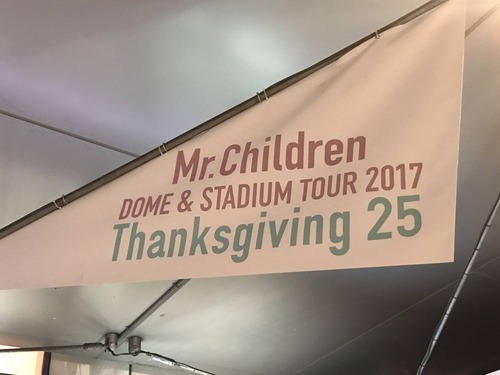 Mr.Children
DOME & STADIUM TOUR 2017
Thanksgiving 25